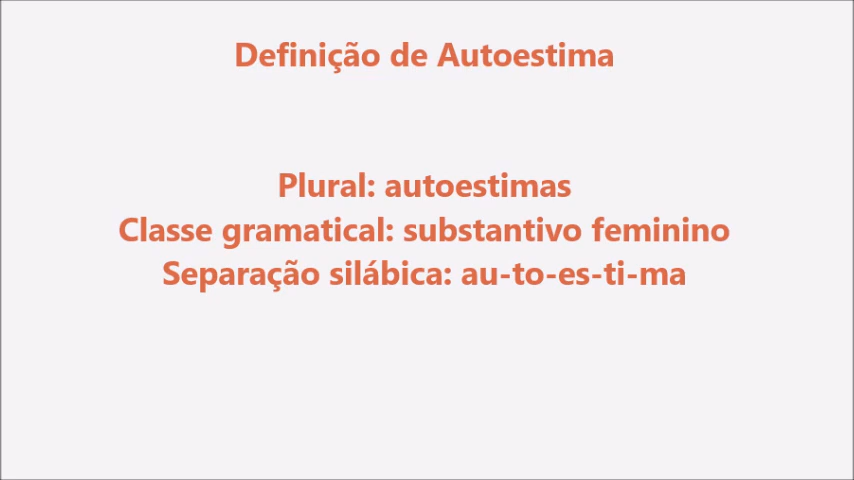 Definição de Autoestima
Plural: autoestimas
Classe gramatical: substantivo feminino
Separação silábica: au-to-es-ti-ma